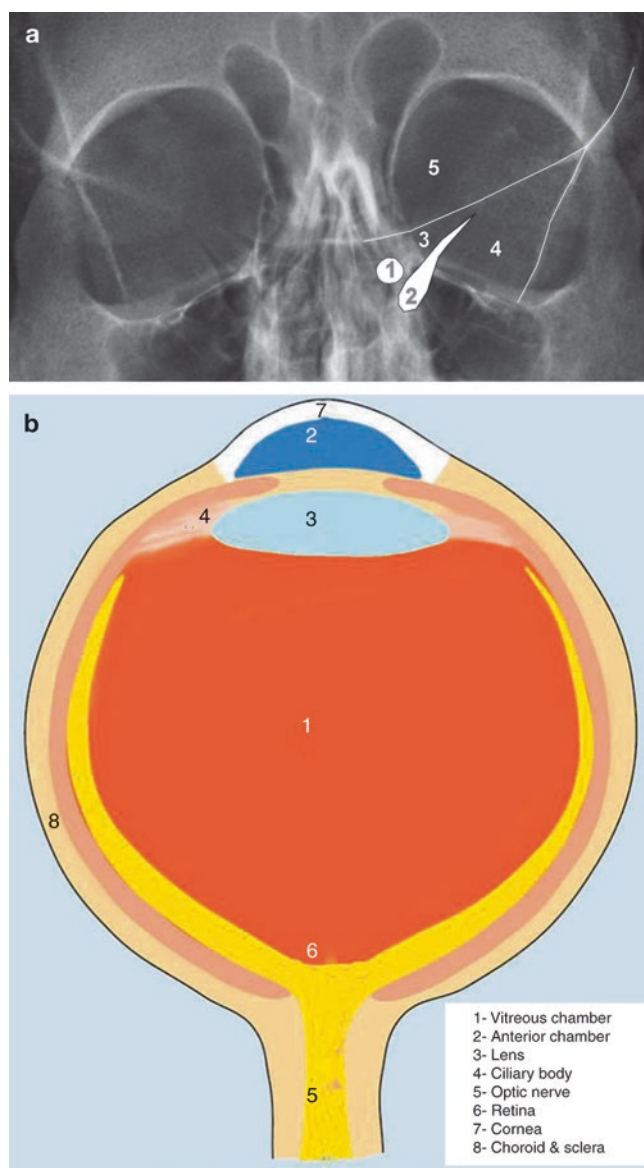 a
5
3
4
1
2
b
7
2
4
3
1
8
6
5
1- Vitreous chamber
2- Anterior chamber
3- Lens
4- Ciliary body
5- Optic nerve
6- Retina
7- Cornea
8- Choroid & sclera